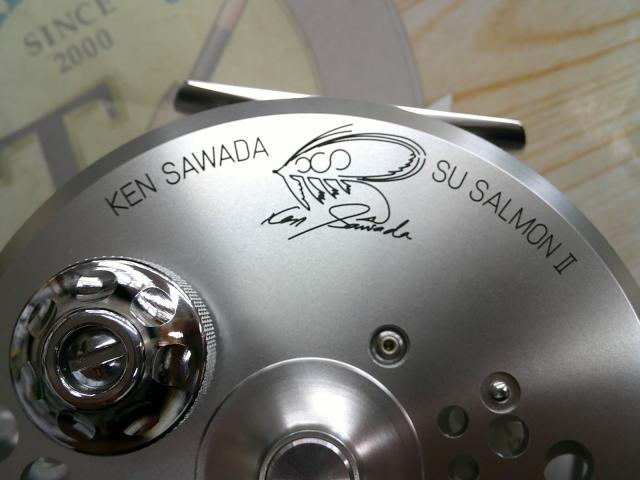 SINCE
2000
KEN SAWADA
SU SALMON II
Ken Sawada